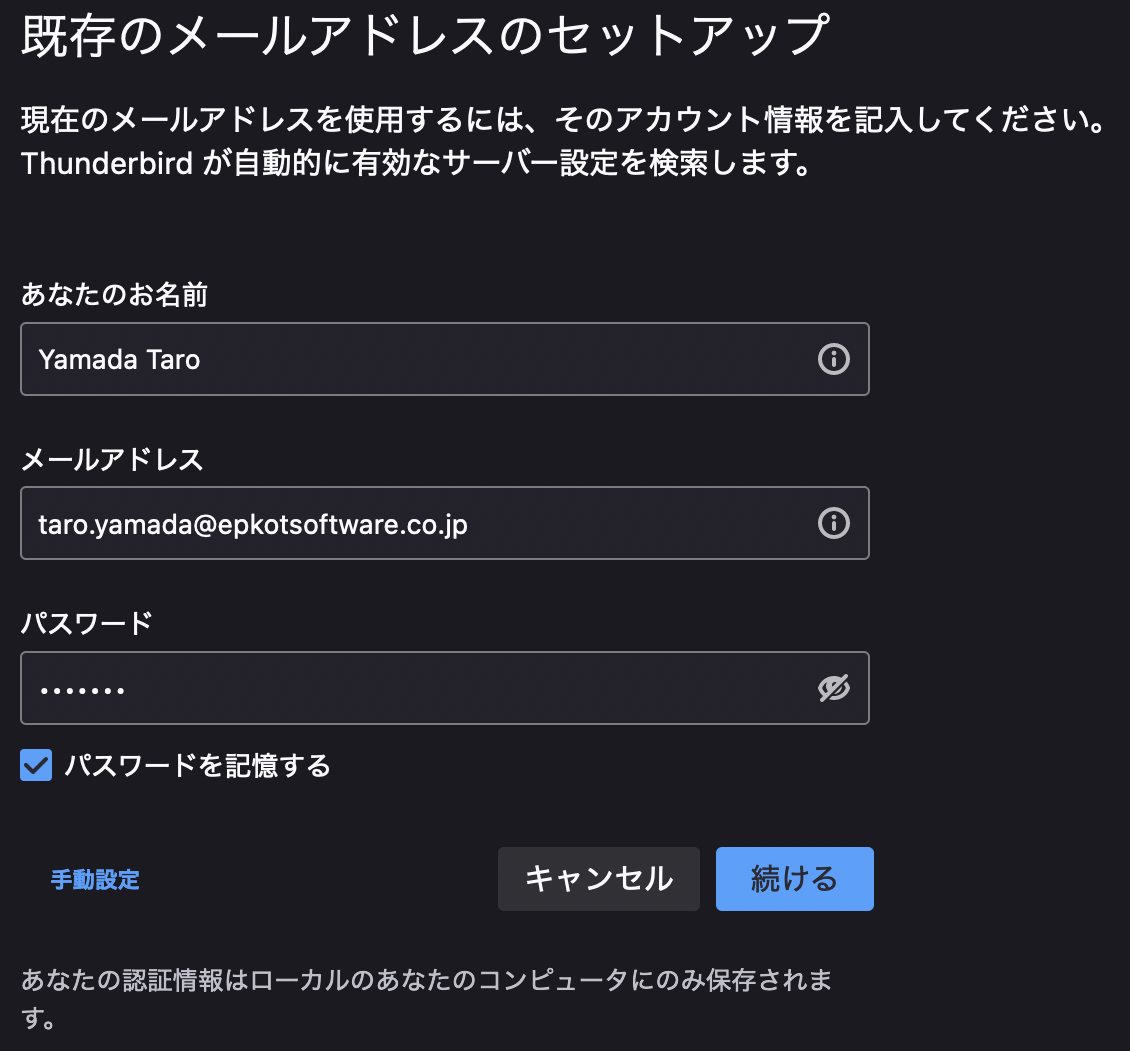 既存のメールアドレスのセットアップ
現在のメールアドレスを使用するには、そのアカウント情報を記入してください。
Thunderbird が自動的に有効なサーバー設定を検索します。
あなたのお名前
Yamada Taro
メールアドレス
taro.yamada@epkotsoftware.co.jp
パスワード
•••••••
パスワードを記憶する
手動設定
キャンセル
続ける
あなたの認証情報はローカルのあなたのコンピュータにのみ保存されま
す。